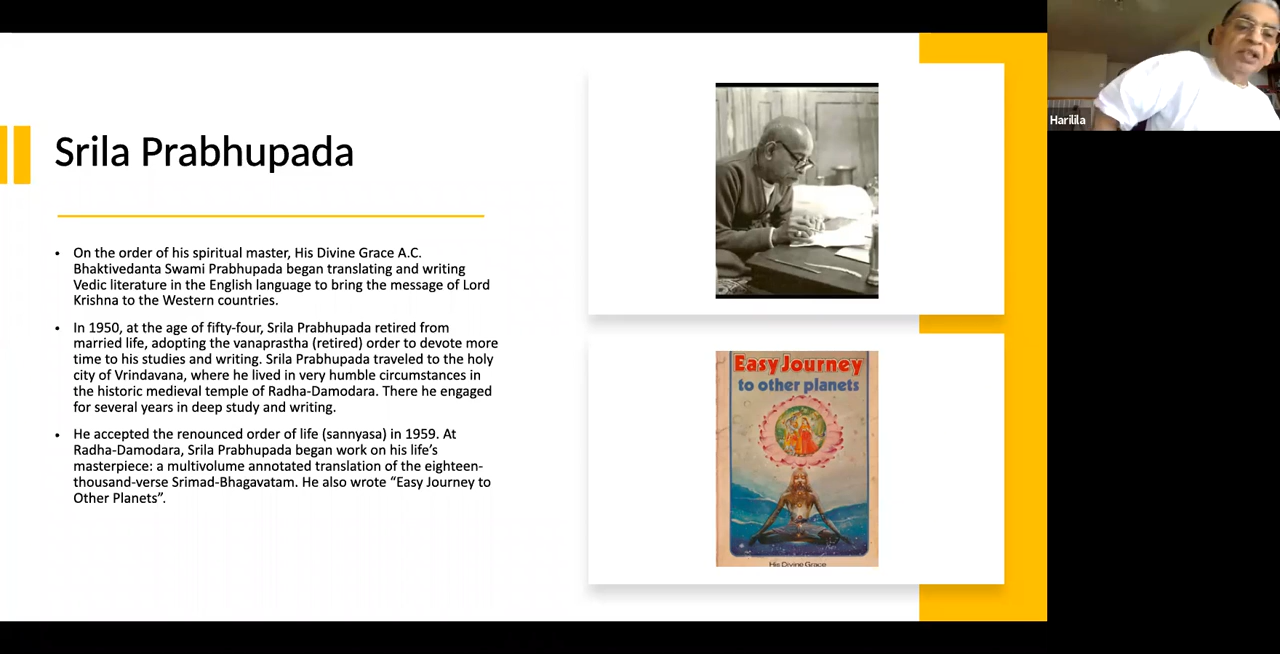 Srila Prabhupada
• On the order of his spiritual master, His Divine Grace A.C.
Bhaktivedanta Swami Prabhupada began translating and writing
Vedic literature in the English language to bring the message of Lord
Krishna to the Western countries.
• In 1950, at the age of fifty-four, Srila Prabhupada retired from
married life, adopting the vanaprastha (retired) order to devote more
time to his studies and writing. Srila Prabhupada traveled to the holy
city of Vrindavana, where he lived in very humble circumstances in
the historic medieval temple of Radha-Damodara. There he engaged
for several years in deep study and writing.
• He accepted the renounced order of life (sannyasa) in 1959. At
Radha-Damodara, Srila Prabhupada began work on his life’s
masterpiece: a multivolume annotated translation of the eighteen-
thousand-verse Srimad-Bhagavatam. He also wrote “Easy Journey to
Other Planets”.
Easy Journey
to other planets
His Divine Grace
Harilila